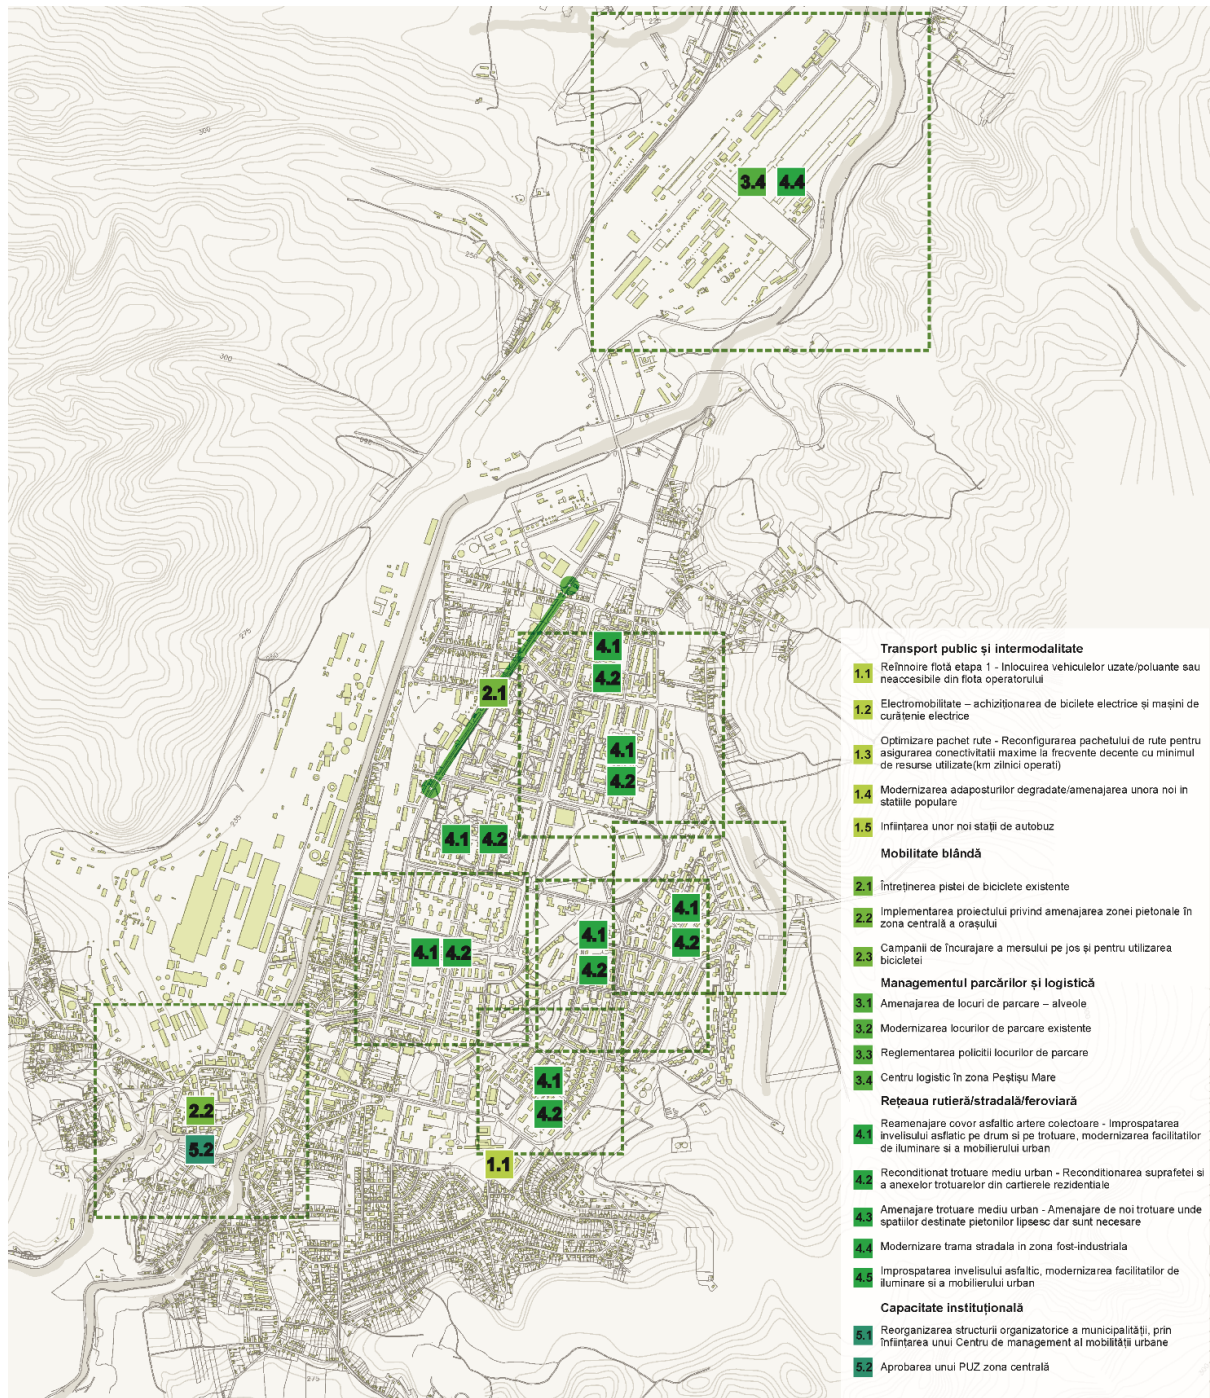 300
250
3.4 4.4
300
260
275
250
235
4.1
4.2
2.1
4.1
4.2
4.1 4.2
4.1
4.2
4.1
4.2
4.1 4.2
4.1
4.2
2.2
5.2
1.1
275
Transport public și intermodalitate
1.1 Reînnoire flotă etapa 1 - Inlocuirea vehiculelor uzate/poluante sau
neaccesibile din flota operatorului
1.2 Electromobilitate – achiziționarea de biciclete electrice și mașini de
curățenie electrice
1.3 Optimizare pachet rute - Reconfigurarea pachetului de rute pentru
asigurarea conectivitatii maxime la frecvente decente cu minimul
de resurse utilizate(km zilnici operati)
1.4 Modernizarea adaposturilor degradate/amenajarea unora noi in
statiile populare
1.5 Inființarea unor noi stații de autobuz
Mobilitate blândă
2.1 Întreținerea pistei de biciclete existente
2.2 Implementarea proiectului privind amenajarea zonei pietonale în
zona centrală a orașului
2.3 Campanii de încurajare a mersului pe jos și pentru utilizarea
bicicletei
Managementul parcărilor și logistică
3.1 Amenajarea de locuri de parcare – alveole
3.2 Modernizarea locurilor de parcare existente
3.3 Reglementarea policitii locurilor de parcare
3.4 Centru logistic în zona Peștișu Mare
Rețeaua rutieră/stradală/feroviară
4.1 Reamenajare covor asfaltic artere colectoare - Improspatarea
invelisului asflatic pe drum si pe trotuare, modernizarea facilitatilor
de iluminare si a mobilierului urban
4.2 Reconditionat trotuare mediu urban - Reconditionarea suprafetei si
a anexelor trotuarelor din cartierele rezidentiale
4.3 Amenajare trotuare mediu urban - Amenajare de noi trotuare unde
spatiilor destinate pietonilor lipsesc dar sunt necesare
4.4 Modernizare trama stradala in zona fost-industriala
4.5 Improspatarea invelisului asfaltic, modernizarea facilitatilor de
iluminare si a mobilierului urban
Capacitate instituțională
5.1 Reorganizarea structurii organizatorice a municipalității, prin
înființarea unui Centru de management al mobilității urbane
5.2 Aprobarea unui PUZ zona centrală